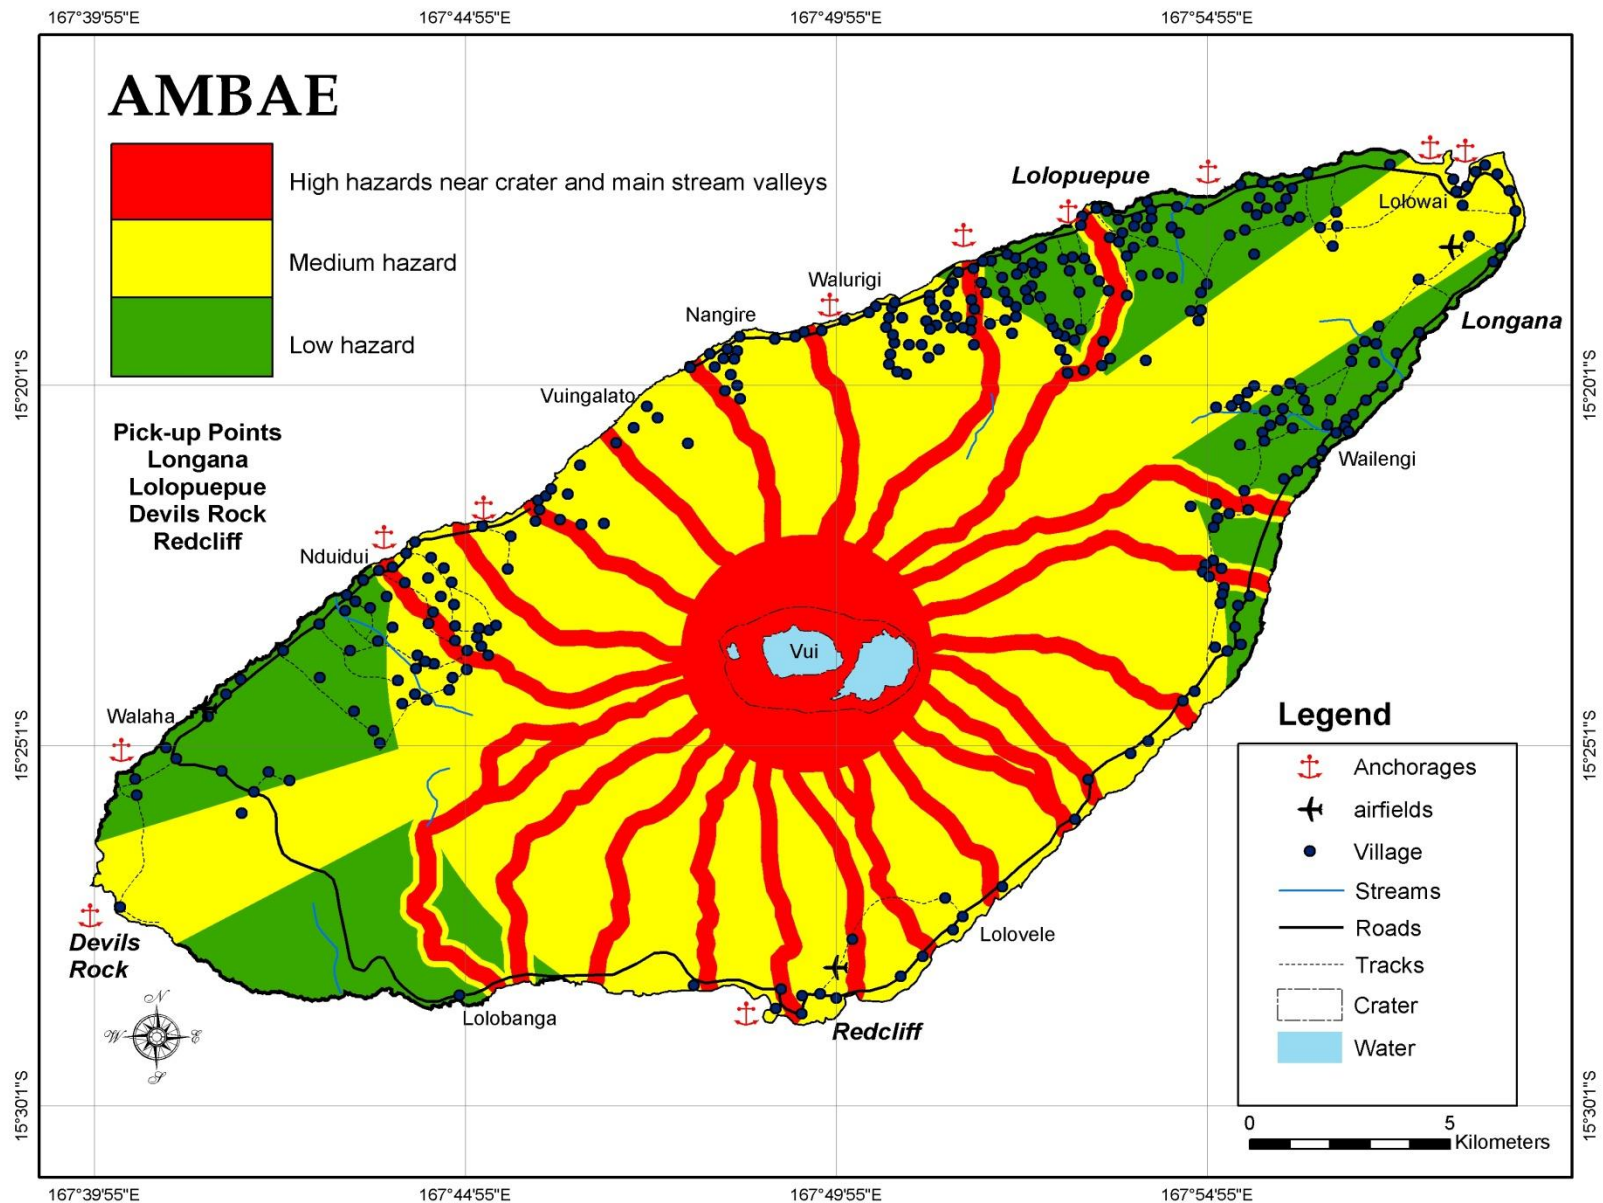 167°39'55"E
167°44'55"E
167°49'55"E
167°54'55"E
AMBAE
High hazards near crater and main stream valleys
Medium hazard
Low hazard
Pick-up Points
Longana
Lolopuepue
Devils Rock
Redcliff
Lolopuepue
Lolowai
Walurigi
Nangire
Longana
15°20'1"S
15°20'1"S
Vuingalato
Wailengi
Nduidui
Vui
Walaha
15°25'1"S
15°25'1"S
Legend
Anchorages
airfields
Village
Streams
Roads
Tracks
Crater
Water
Devils
Rock
Lolovele
Lolobanga
Redcliff
N
W
E
S
15°30'1"S
15°30'1"S
0
5
Kilometers
167°39'55"E
167°44'55"E
167°49'55"E
167°54'55"E